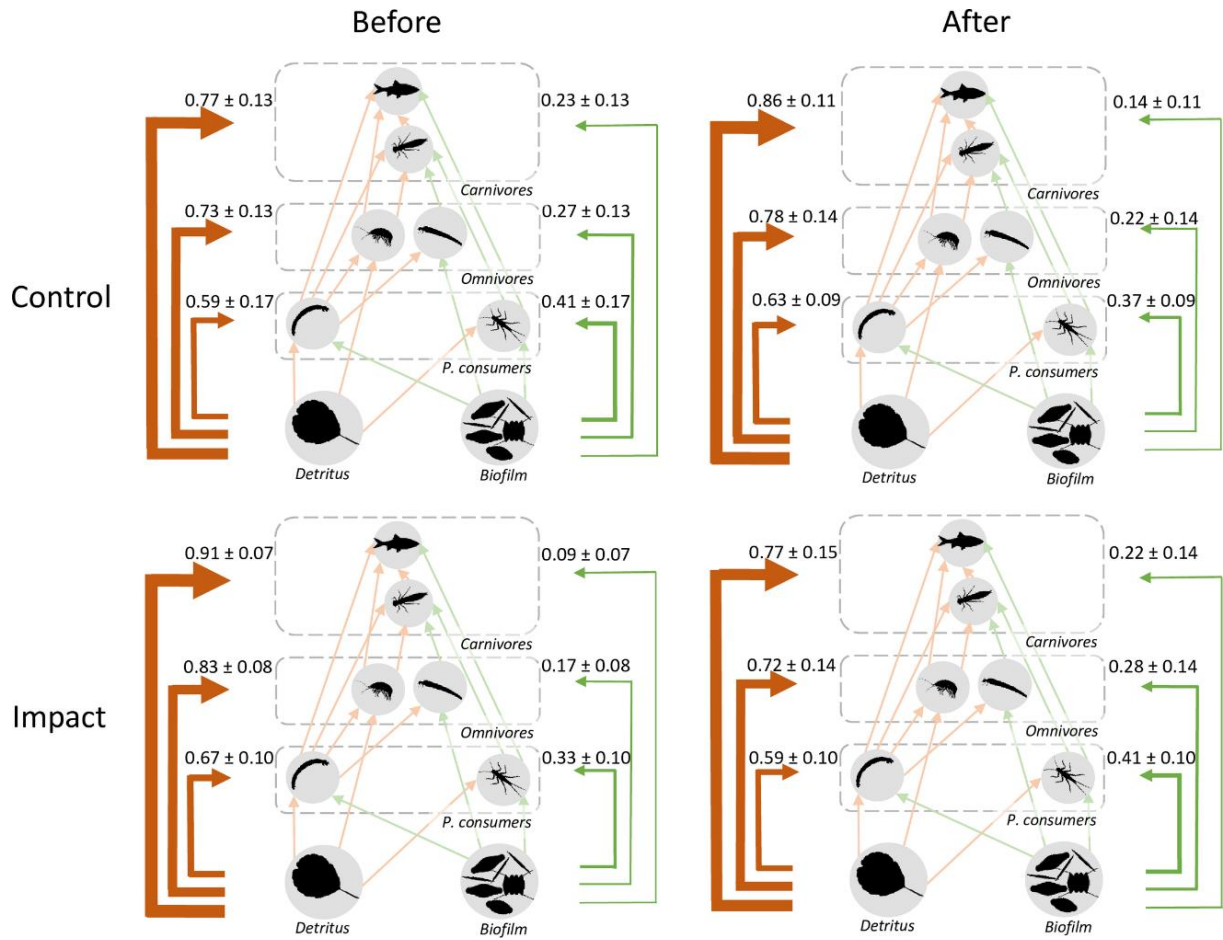 Before
After
Control
0.77 ± 0.13
0.23 ± 0.13
Carnivores
0.73 ± 0.13
0.27 ± 0.13
Omnivores
0.59 ± 0.17
0.41 ± 0.17
P. consumers
Detritus
Biofilm
0.86 ± 0.11
0.14 ± 0.11
Carnivores
0.78 ± 0.14
0.22 ± 0.14
Omnivores
0.63 ± 0.09
0.37 ± 0.09
P. consumers
Detritus
Biofilm
Impact
0.91 ± 0.07
0.09 ± 0.07
Carnivores
0.83 ± 0.08
0.17 ± 0.08
Omnivores
0.67 ± 0.10
0.33 ± 0.10
P. consumers
Detritus
Biofilm
0.77 ± 0.15
0.22 ± 0.14
Carnivores
0.72 ± 0.14
0.28 ± 0.14
Omnivores
0.59 ± 0.10
0.41 ± 0.10
P. consumers
Detritus
Biofilm